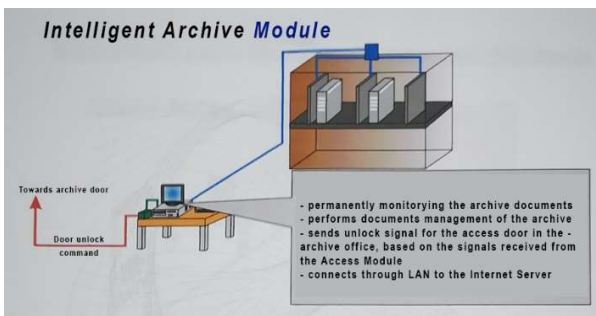 Intelligent Archive Module
Towards archive door
Door unlock
command
- permanently monitorying the archive documents
- performs documents management of the archive
- sends unlock signal for the access door in the -
archive office, based on the signals received from
the Access Module
- connects through LAN to the Internet Server